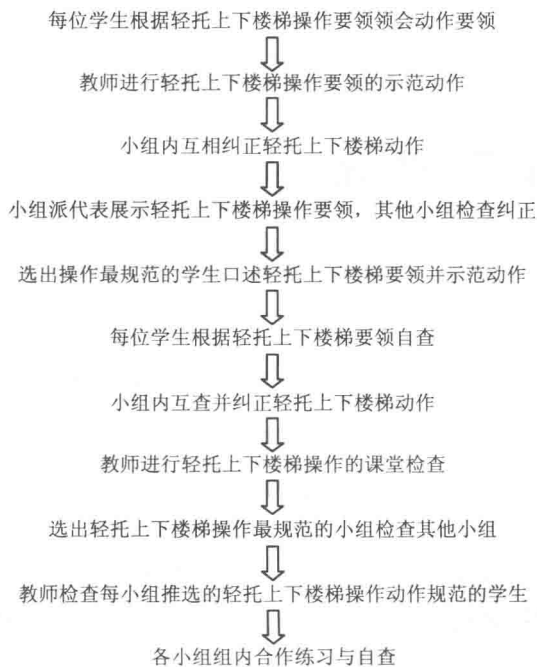 每位学生根据轻托上下楼梯操作要领领会动作要领
教师进行轻托上下楼梯操作要领的示范动作
小组内互相纠正轻托上下楼梯动作
小组派代表展示轻托上下楼梯操作要领，其他小组检查纠正
选出操作最规范的学生口述轻托上下楼梯要领并示范动作
每位学生根据轻托上下楼梯要领自查
小组内互查并纠正轻托上下楼梯动作
教师进行轻托上下楼梯操作的课堂检查
选出轻托上下楼梯操作最规范的小组检查其他小组
教师检查每小组推选的轻托上下楼梯操作动作规范的学生
各小组组内合作练习与自查